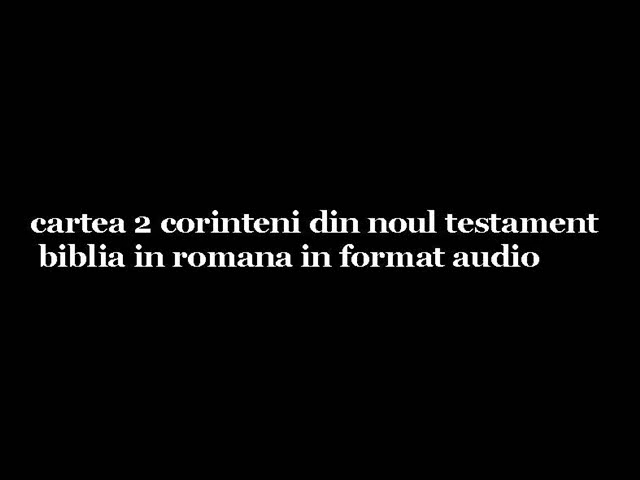 cartea 2 corinteni din noul testament
biblia in romana in format audio